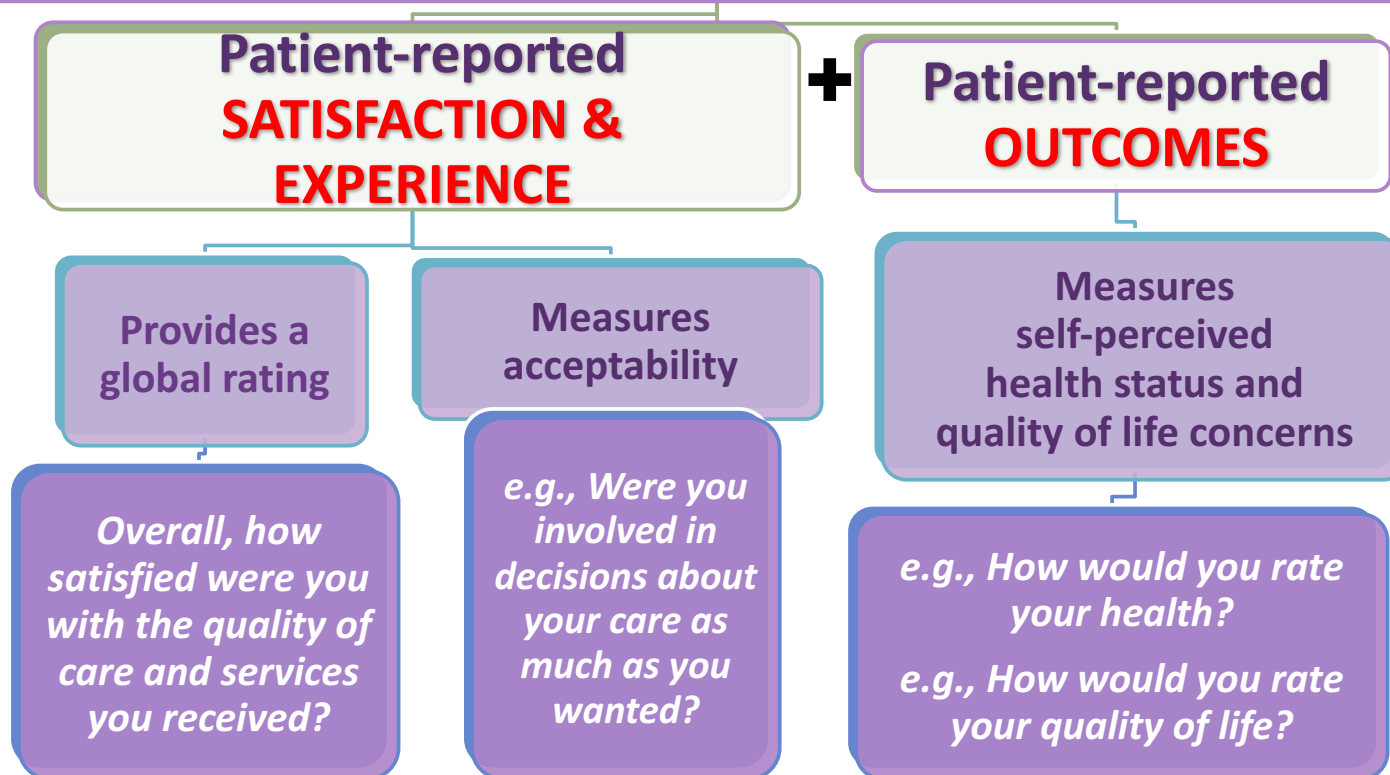 Patient-reported
SATISFACTION &
EXPERIENCE
+
Patient-reported
OUTCOMES
Provides a
global rating
Measures
acceptability
Measures
self-perceived
health status and
quality of life concerns
Overall, how
satisfied were you
with the quality of
care and services
you received?
e.g., Were you
involved in
decisions about
your care as
much as you
wanted?
e.g., How would you rate
your health?
e.g., How would you rate
your quality of life?